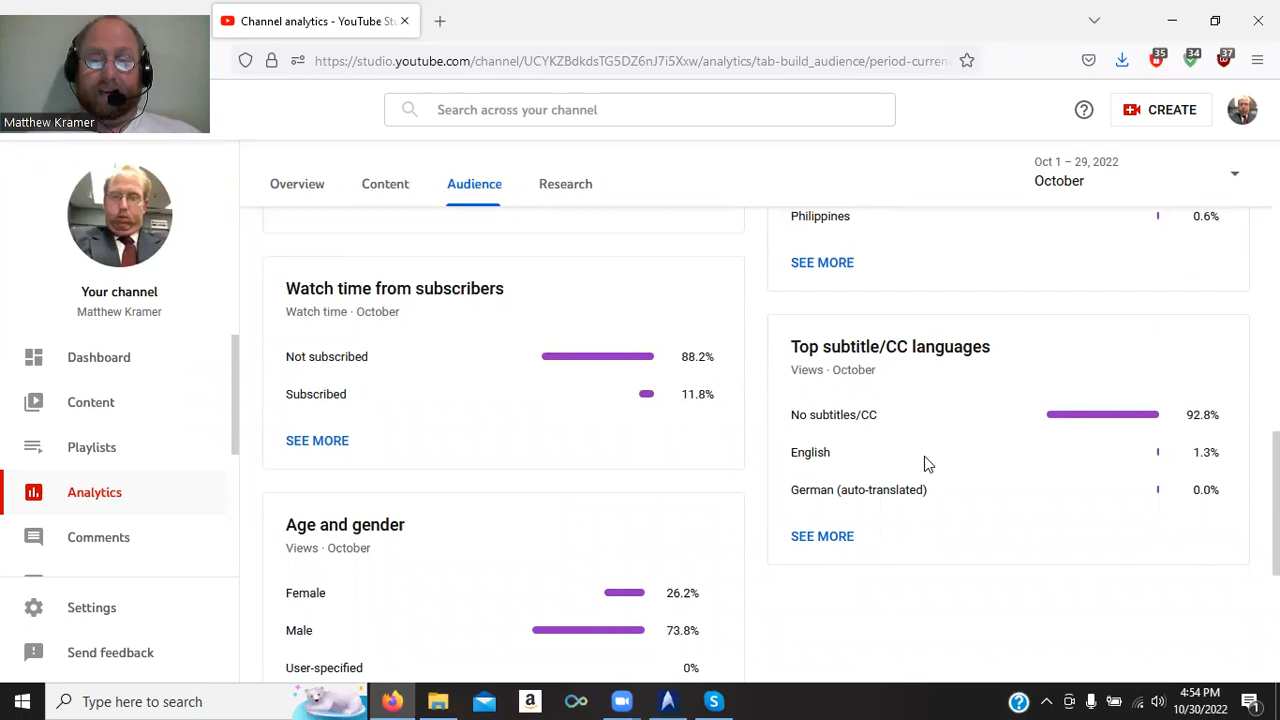 Channel analytics - YouTube Stu
https://studio.youtube.com/channel/UCYKZBdkdsTG5DZ6nJ7i5Xxw/analytics/tab-build_audience/period-curren
35
34
37
Matthew Kramer
Search across your channel
CREATE
Your channel
Matthew Kramer
Dashboard
Content
Playlists
Analytics
Comments
Settings
Send feedback
Overview
Content
Audience
Research
Oct 1 – 29, 2022
October
Philippines
0.6%
SEE MORE
Watch time from subscribers
Watch time · October
Not subscribed
88.2%
Subscribed
11.8%
SEE MORE
Top subtitle/CC languages
Views · October
No subtitles/CC
92.8%
English
1.3%
German (auto-translated)
0.0%
SEE MORE
Age and gender
Views · October
Female
26.2%
Male
73.8%
User-specified
0%
Type here to search
4:54 PM
10/30/2022
1